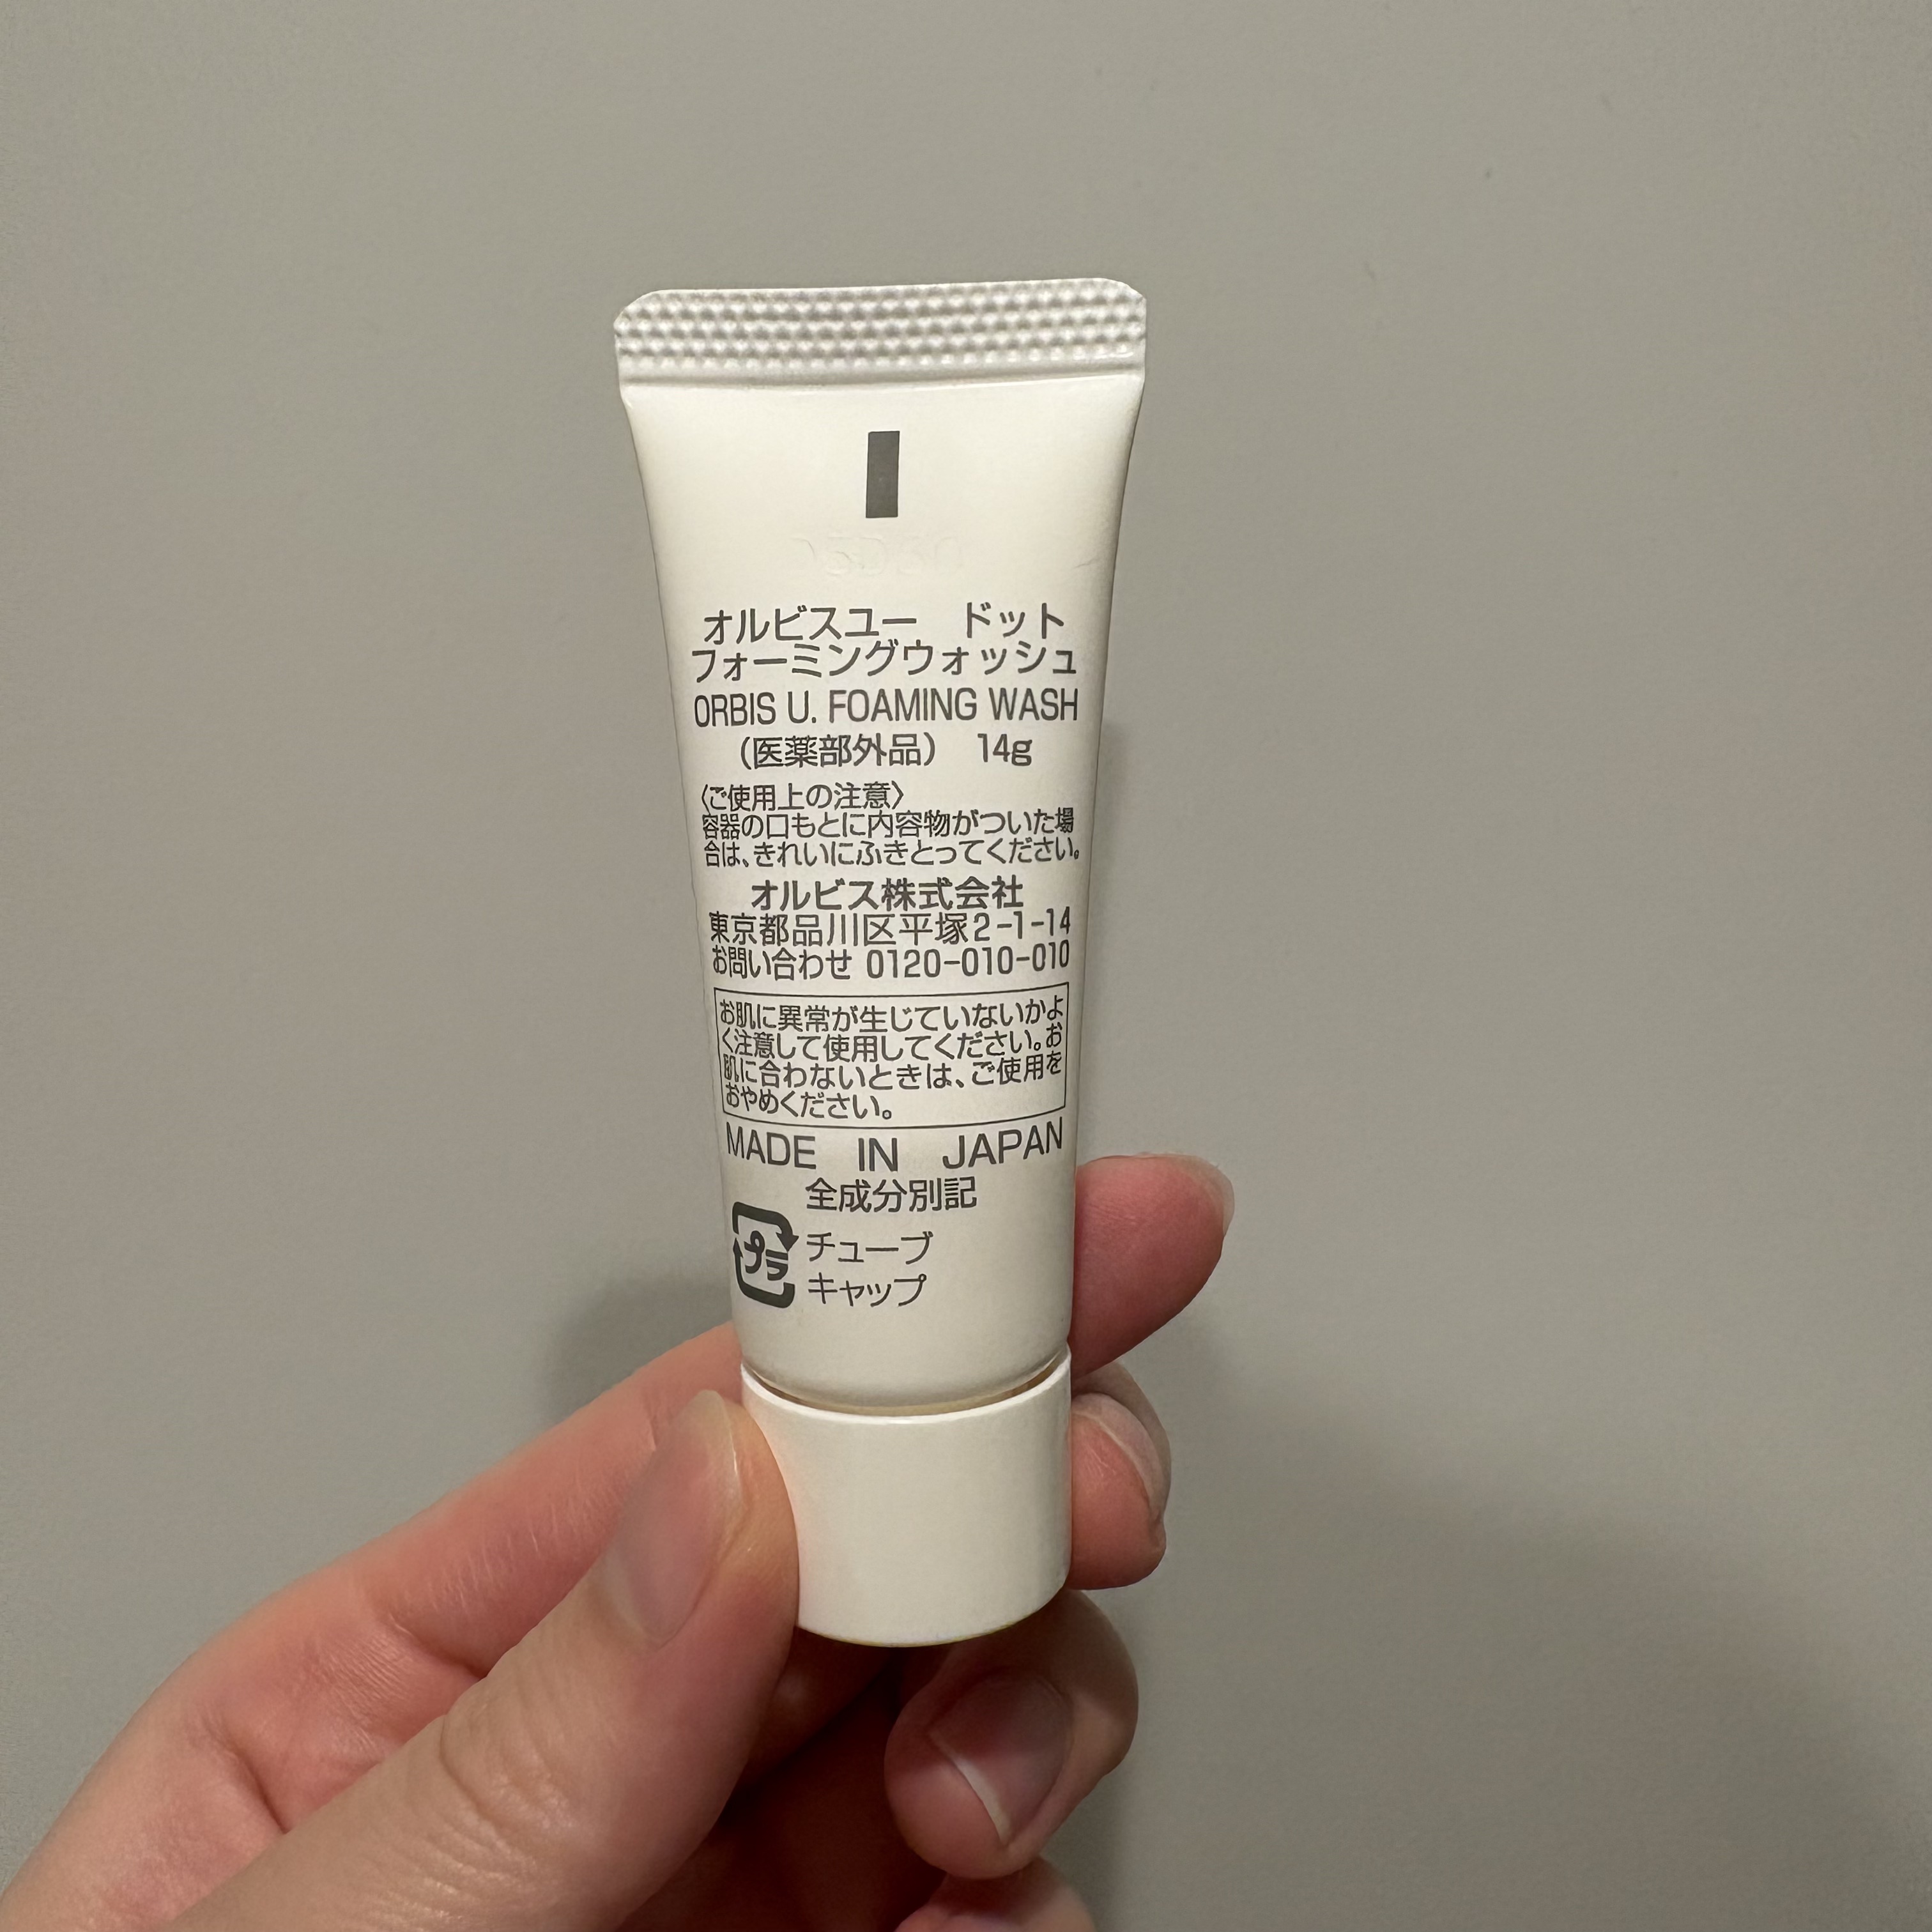 オルビスユー ドット
フォーミングウォッシュ
ORBIS U. FOAMING WASH
(医薬部外品) 14g
〈ご使用上の注意〉
容器の口もとに内容物がついた場
合は、きれいにふきとってください。
オルビス株式会社
東京都品川区平塚2-1-14
お問い合わせ 0120-010-010
お肌に異常が生じていないかよ
く注意して使用してください。お
肌に合わないときは、ご使用を
おやめください。
MADE IN JAPAN
全成分別記
プラ チューブ
キャップ